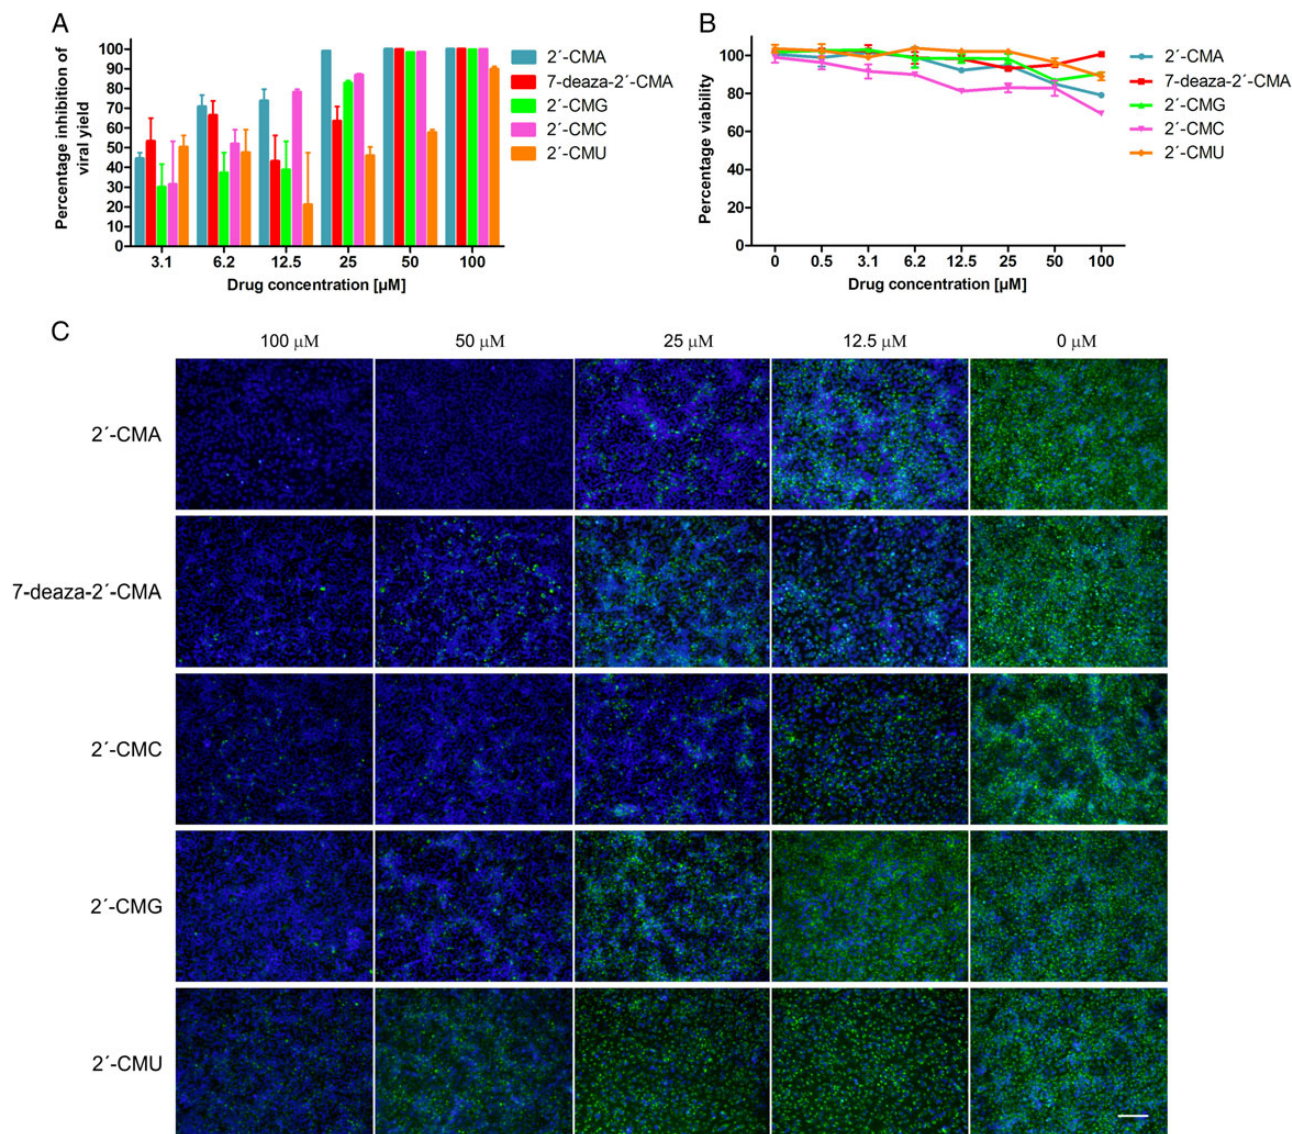 A
Percentage inhibition of
viral yield
100
90
80
70
60
50
40
30
20
10
0
3.1 6.2 12.5 25 50 100
Drug concentration [µM]
2´-CMA
7-deaza-2´-CMA
2´-CMG
2´-CMC
2´-CMU
B
Percentage viability
100
80
60
40
20
0
0 0.5 3.1 6.2 12.5 25 50 100
Drug concentration [µM]
2´-CMA
7-deaza-2´-CMA
2´-CMG
2´-CMC
2´-CMU
C
100 µM 50 µM 25 µM 12.5 µM 0 µM
2´-CMA
7-deaza-2´-CMA
2´-CMC
2´-CMG
2´-CMU